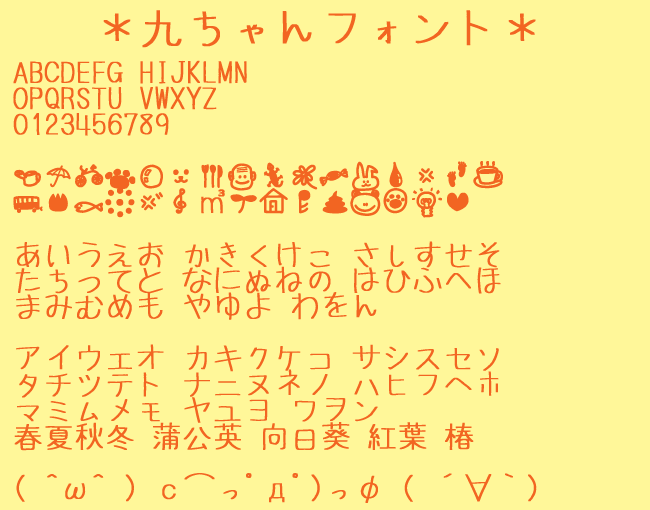 ＊九ちゃんフォント＊
ABCDEFG HIJKLMN
OPQRSTU VWXYZ
0123456789
㎥
あいうえお かきくけこ さしすせそ
たちってと なにぬねの はひふへほ
まみむめも やゆよ わをん
アイウェオ カキクケコ サシスセソ
タチツテト ナニヌネノ ハヒフヘホ
マミムメモ ヤユヨ ワヲン
春夏秋冬 蒲公英 向日葵 紅葉 椿
( ＾ω＾ ) c⌒っ゜д゜)っφ ( ´∀｀)